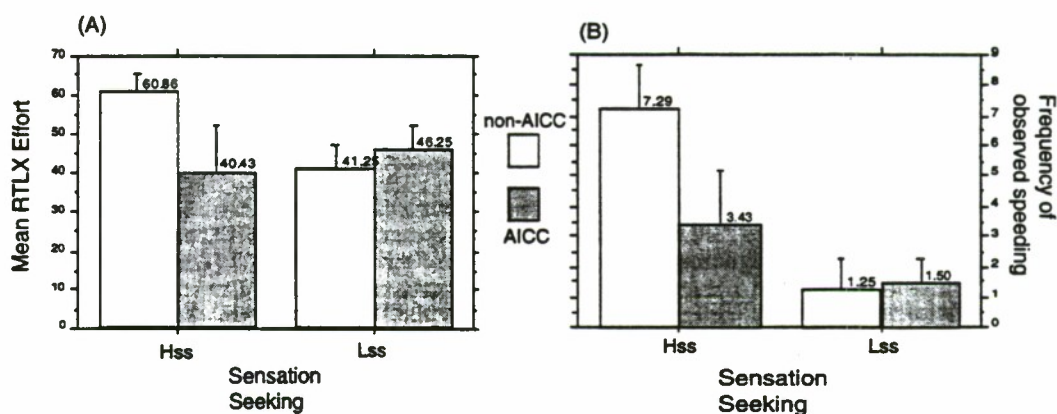 (A)
Mean RTLX Effort
70
60
50
40
30
20
10
0
60.86
40.43
41.25
46.25
Hss
Lss
Sensation
Seeking
non-AICC
AICC
(B)
7.29
3.43
1.25
1.50
9
8
7
6
5
4
3
2
1
0
Frequency of
observed speeding
Hss
Lss
Sensation
Seeking